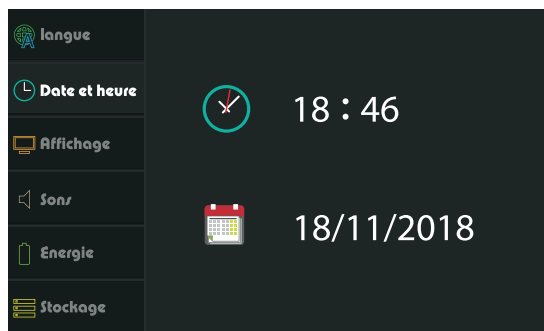 langue
Date et heure
Affichage
Sons
Energie
Stockage
18 : 46
18/11/2018